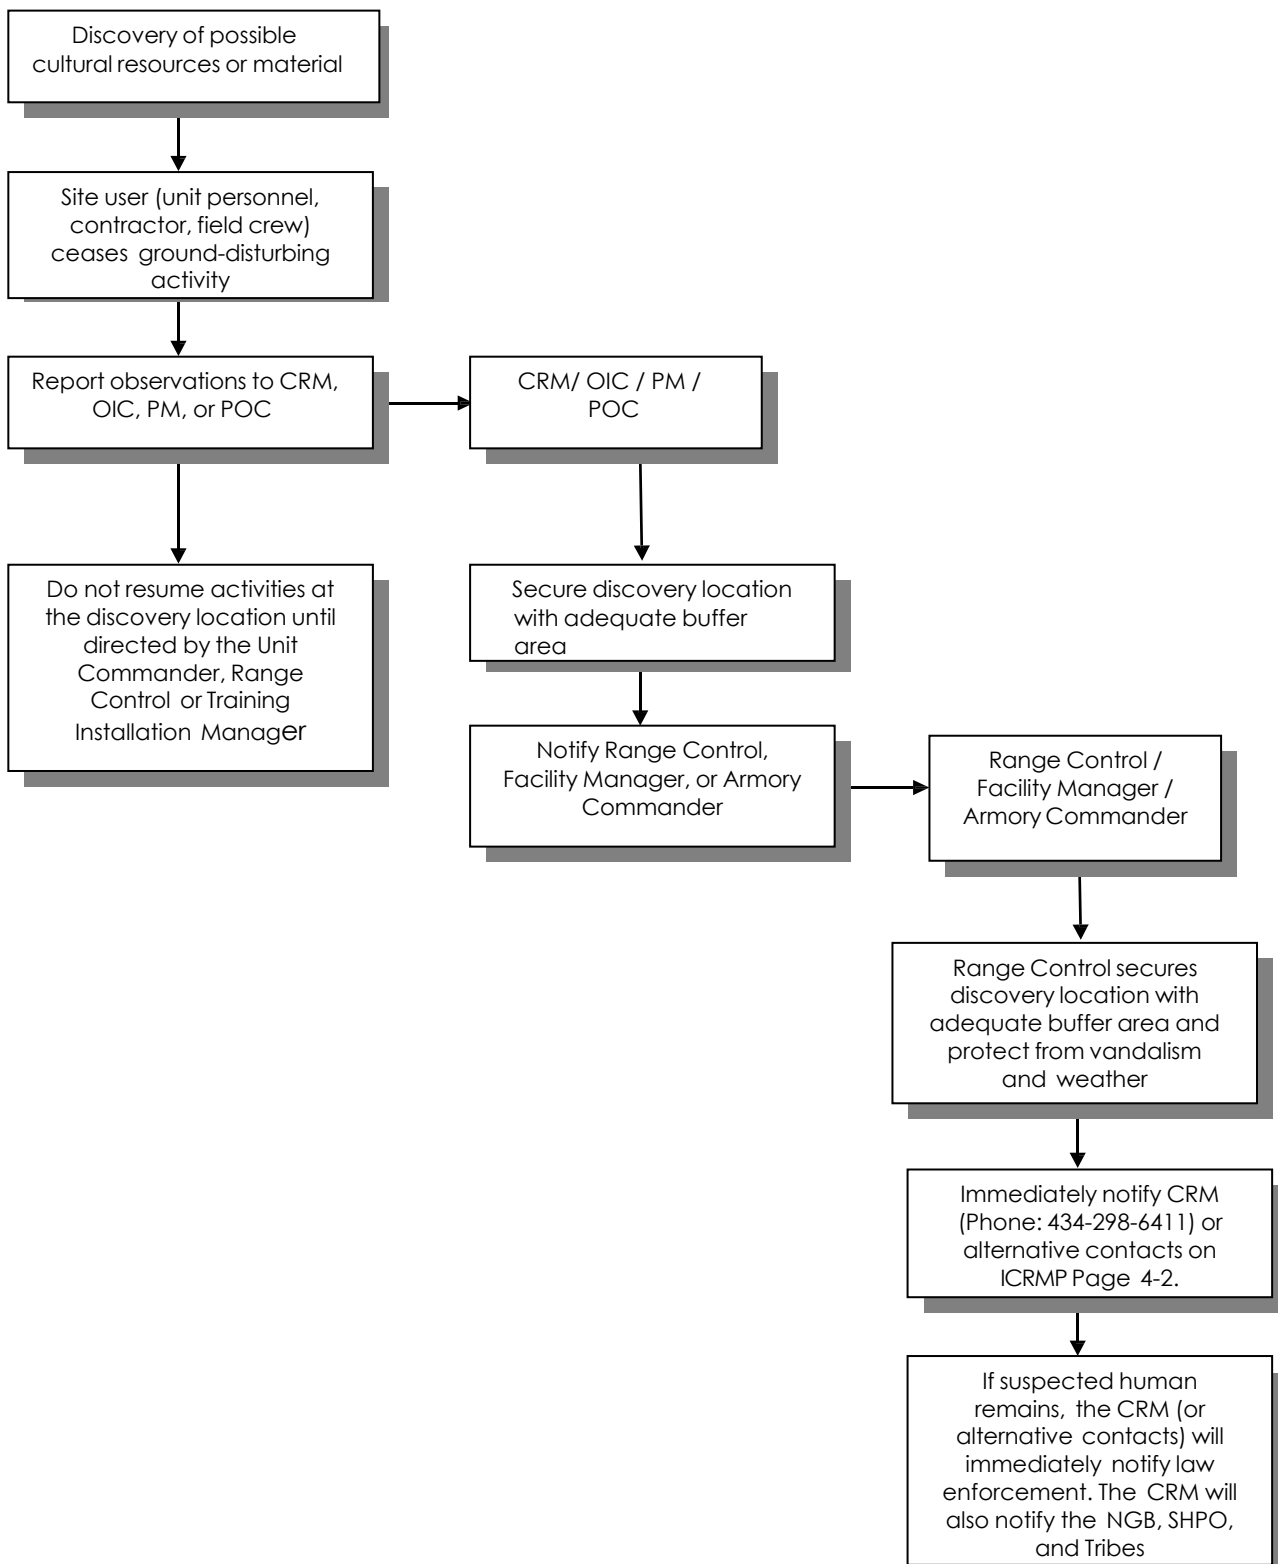 Discovery of possible
cultural resources or material
Site user (unit personnel,
contractor, field crew)
ceases ground-disturbing
activity
Report observations to CRM,
OIC, PM, or POC
CRM/ OIC / PM /
POC
Do not resume activities at
the discovery location until
directed by the Unit
Commander, Range
Control or Training
Installation Manager
Secure discovery location
with adequate buffer
area
Notify Range Control,
Facility Manager, or Armory
Commander
Range Control /
Facility Manager /
Armory Commander
Range Control secures
discovery location with
adequate buffer area and
protect from vandalism
and weather
Immediately notify CRM
(Phone: 434-298-6411) or
alternative contacts on
ICRMP Page 4-2.
If suspected human
remains, the CRM (or
alternative contacts) will
immediately notify law
enforcement. The CRM will
also notify the NGB, SHPO,
and Tribes